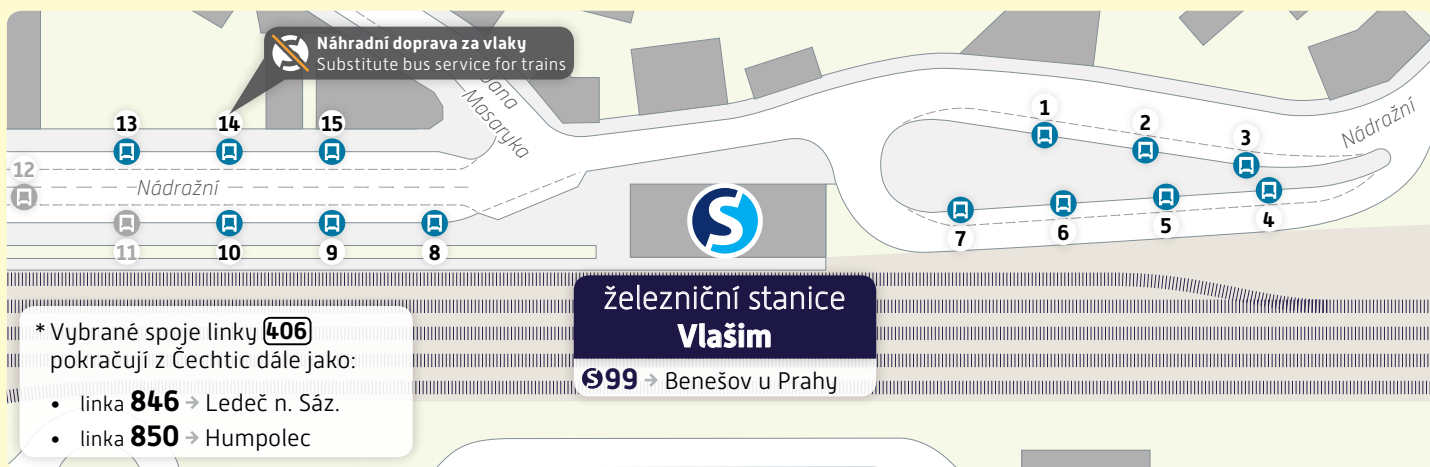 Náhradní doprava za vlaky
Substitute bus service for trains
Jana
Masaryka
Nádražní
13
14
15
12
Nádražní
11
10
9
8
1
2
3
7
6
5
4
železniční stanice
Vlašim
S99 → Benešov u Prahy
* Vybrané spoje linky 406
pokračují z Čechtic dále jako:
• linka 846 → Ledeč n. Sáz.
• linka 850 → Humpolec